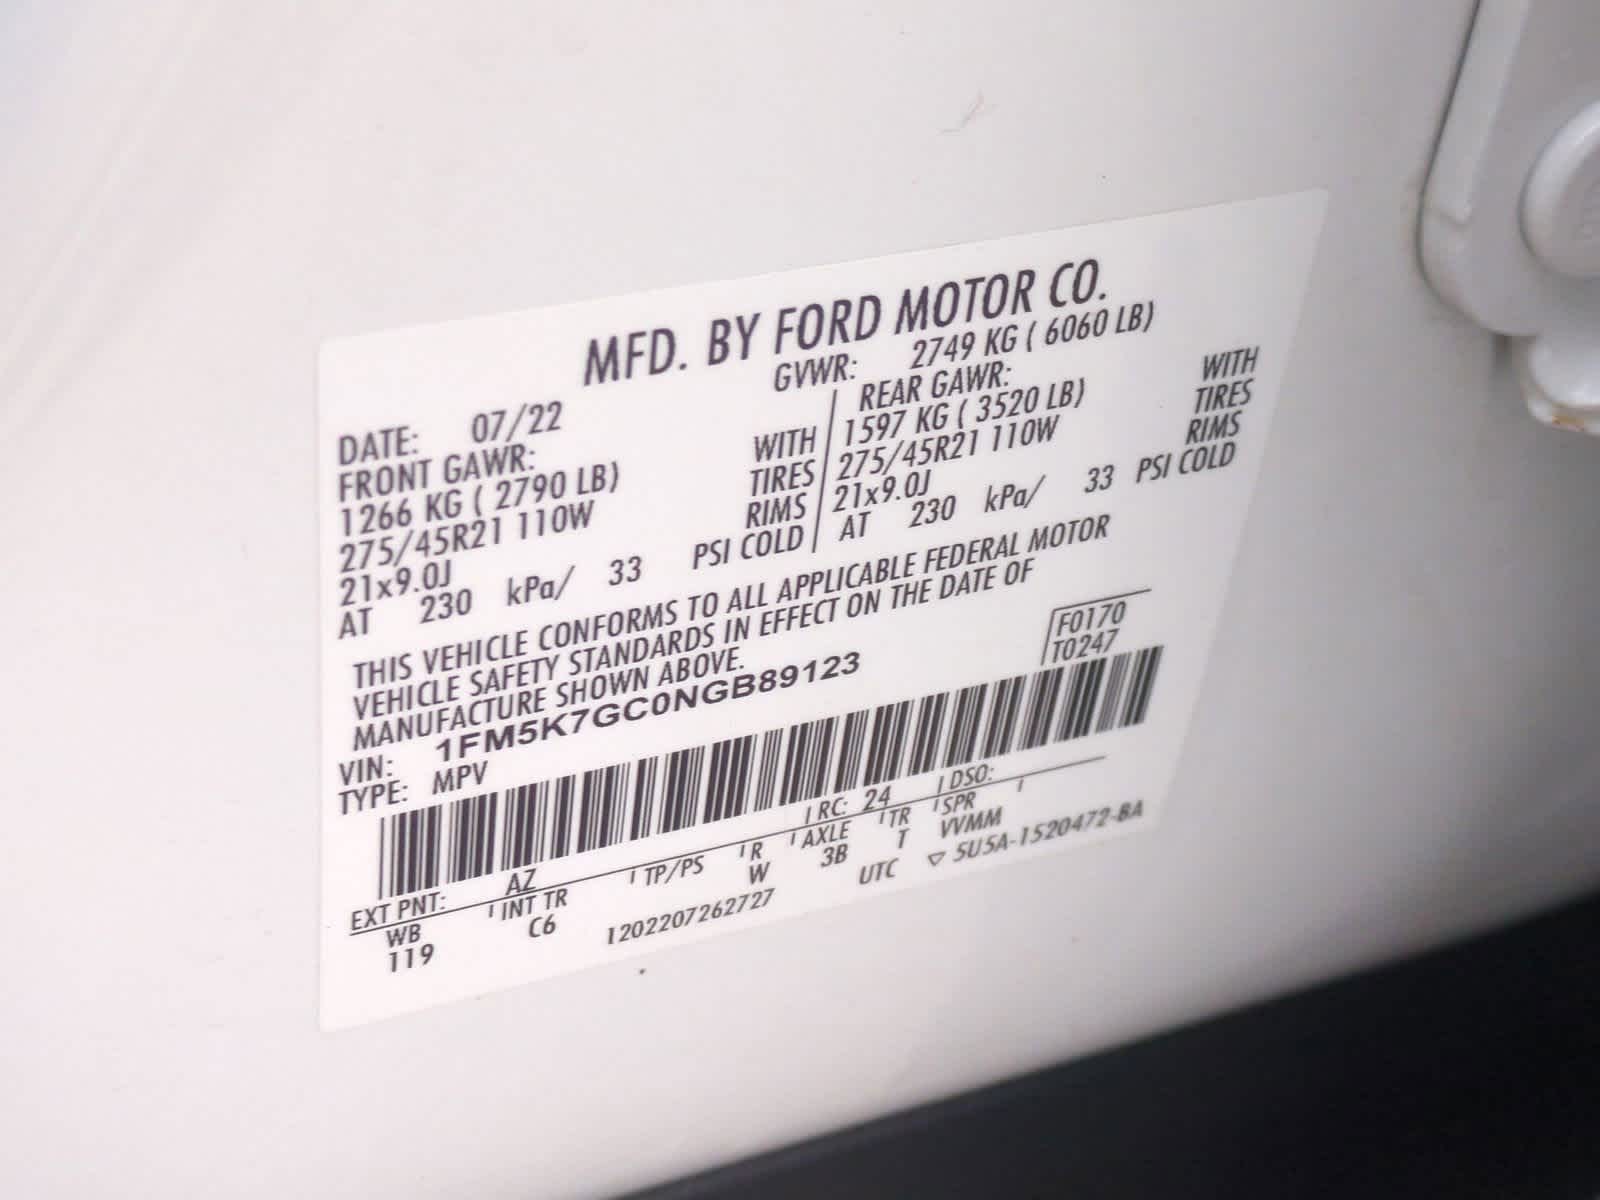 MFD. BY FORD MOTOR CO.
DATE: 07/22 GVWR: 2749 KG ( 6060 LB)
FRONT GAWR: REAR GAWR:
1266 KG ( 2790 LB) WITH 1597 KG ( 3520 LB) WITH
275/45R21 110W TIRES 275/45R21 110W TIRES
21x9.0J RIMS 21x9.0J RIMS
AT 230 kPa/ 33 PSI COLD AT 230 kPa/ 33 PSI COLD
THIS VEHICLE CONFORMS TO ALL APPLICABLE FEDERAL MOTOR
VEHICLE SAFETY STANDARDS IN EFFECT ON THE DATE OF
MANUFACTURE SHOWN ABOVE.
F0170
T0247
VIN: 1FM5K7GC0NGB89123
TYPE: MPV
EXT PNT: AZ RC: 24 DSO:
WB INT TR TP/PS R AXLE TR SPR
119 C6 W 3B T VVMM
1202207262727 UTC ▽ 5U5A-1520472-BA